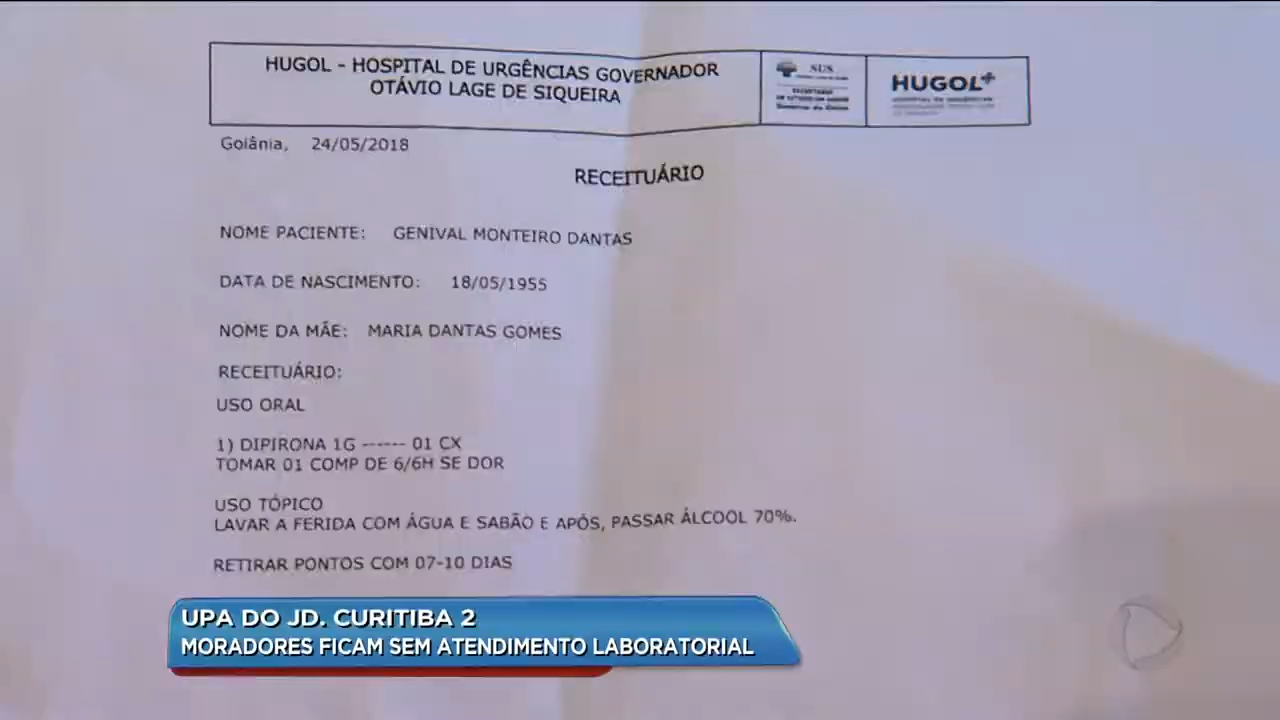 HUGOL - HOSPITAL DE URGÊNCIAS GOVERNADOR
OTÁVIO LAGE DE SIQUEIRA
SUS
HUGOL+
Goiânia, 24/05/2018
RECEITUÁRIO
NOME PACIENTE: GENIVAL MONTEIRO DANTAS
DATA DE NASCIMENTO: 18/05/1955
NOME DA MÃE: MARIA DANTAS GOMES
RECEITUÁRIO:
USO ORAL
1) DIPIRONA 1G ------ 01 CX
TOMAR 01 COMP DE 6/6H SE DOR
USO TÓPICO
LAVAR A FERIDA COM ÁGUA E SABÃO E APÓS, PASSAR ÁLCOOL 70%.
RETIRAR PONTOS COM 07-10 DIAS
UPA DO JD. CURITIBA 2
MORADORES FICAM SEM ATENDIMENTO LABORATORIAL